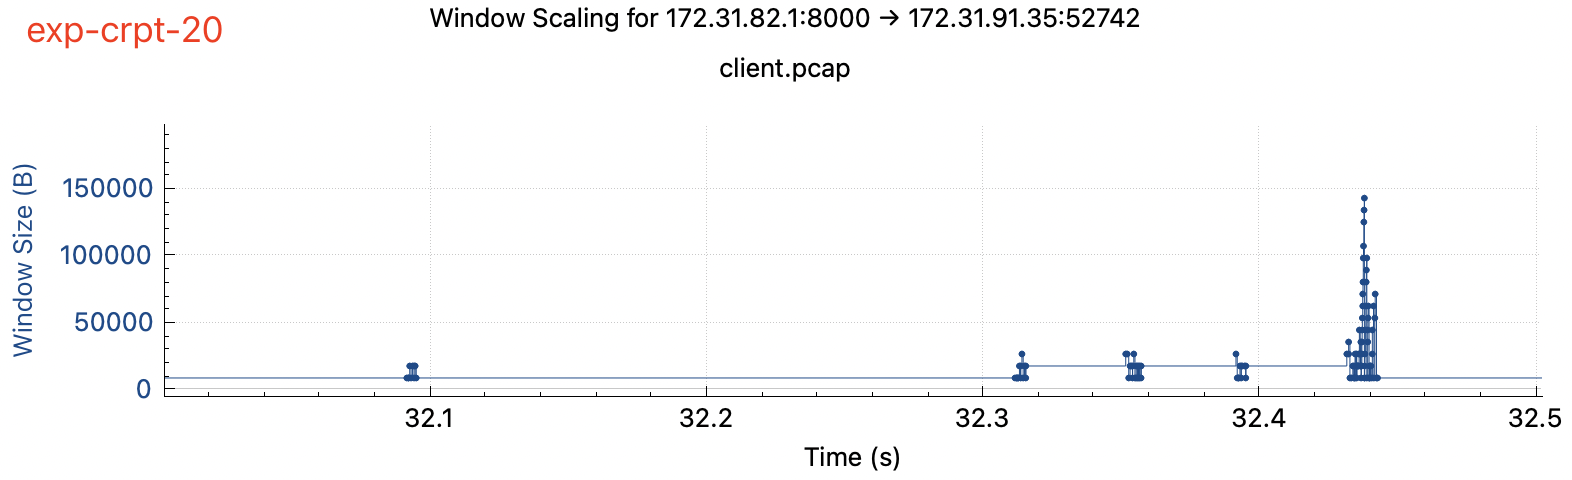 exp-crpt-20
Window Scaling for 172.31.82.1:8000 → 172.31.91.35:52742
client.pcap
Window Size (B)
150000
100000
50000
0
32.1 32.2 32.3 32.4 32.5
Time (s)